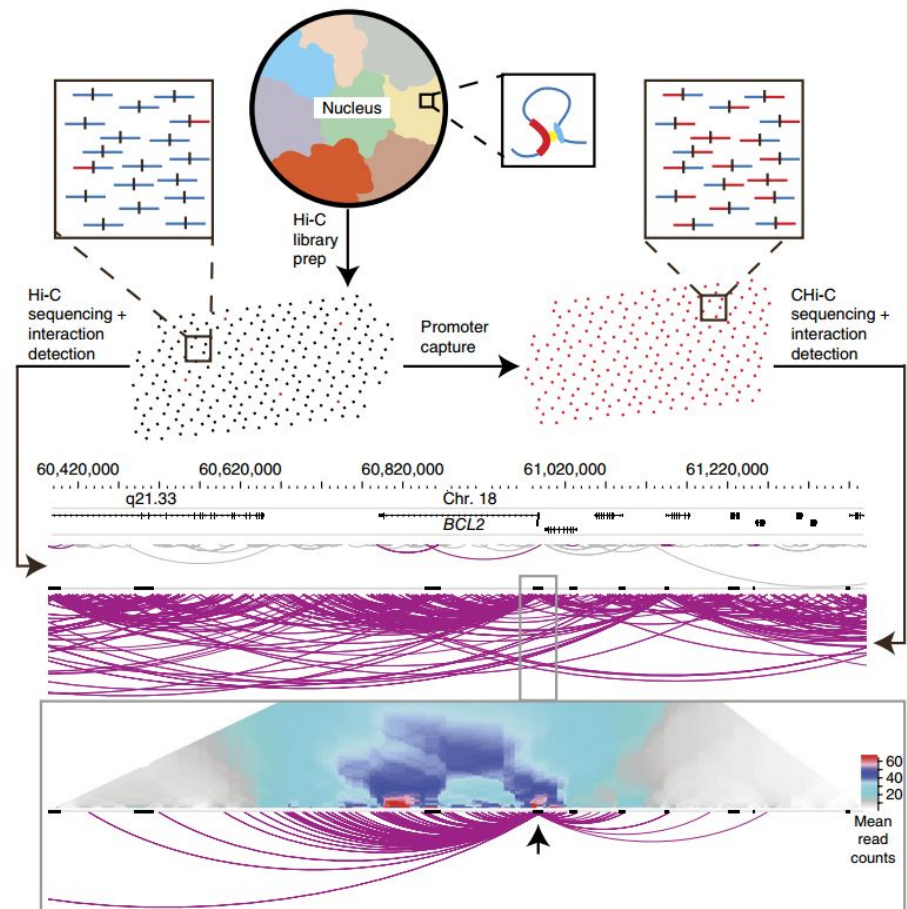 Nucleus
Hi-C
library
prep
Hi-C
sequencing +
interaction
detection
Promoter
capture
CHi-C
sequencing +
interaction
detection
60,420,000 60,620,000 60,820,000 61,020,000 61,220,000
q21.33 Chr. 18
BCL2
60
40
20
Mean
read
counts